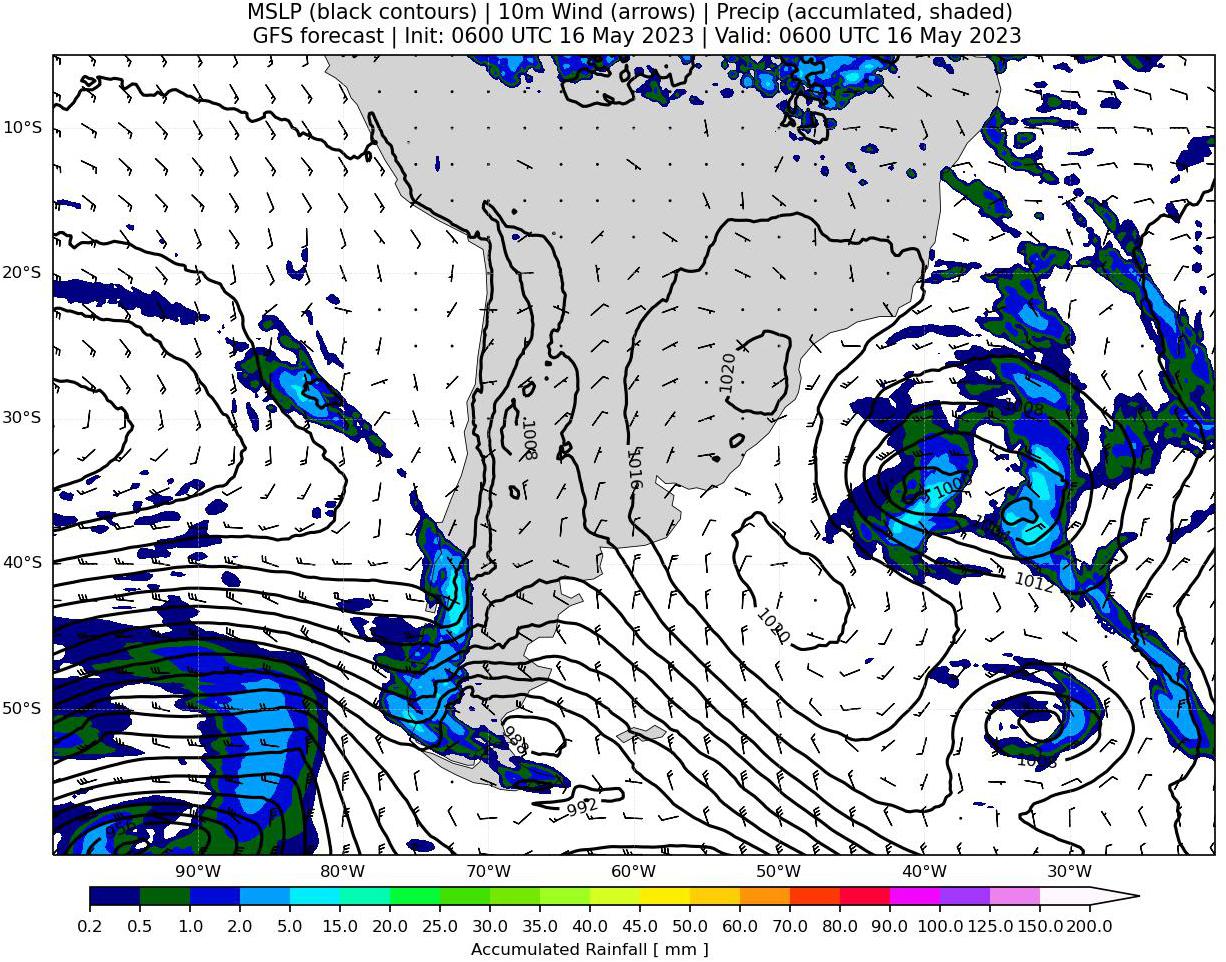 MSLP (black contours) | 10m Wind (arrows) | Precip (accumlated, shaded)
GFS forecast | Init: 0600 UTC 16 May 2023 | Valid: 0600 UTC 16 May 2023
10°S
20°S
1020
1008
30°S
1008
1016
40°S
1012
1020
50°S
988
992
90°W 80°W 70°W 60°W 50°W 40°W 30°W
0.2 0.5 1.0 2.0 5.0 15.0 20.0 25.0 30.0 35.0 40.0 45.0 50.0 60.0 70.0 80.0 90.0 100.0 125.0 150.0 200.0
Accumulated Rainfall [ mm ]